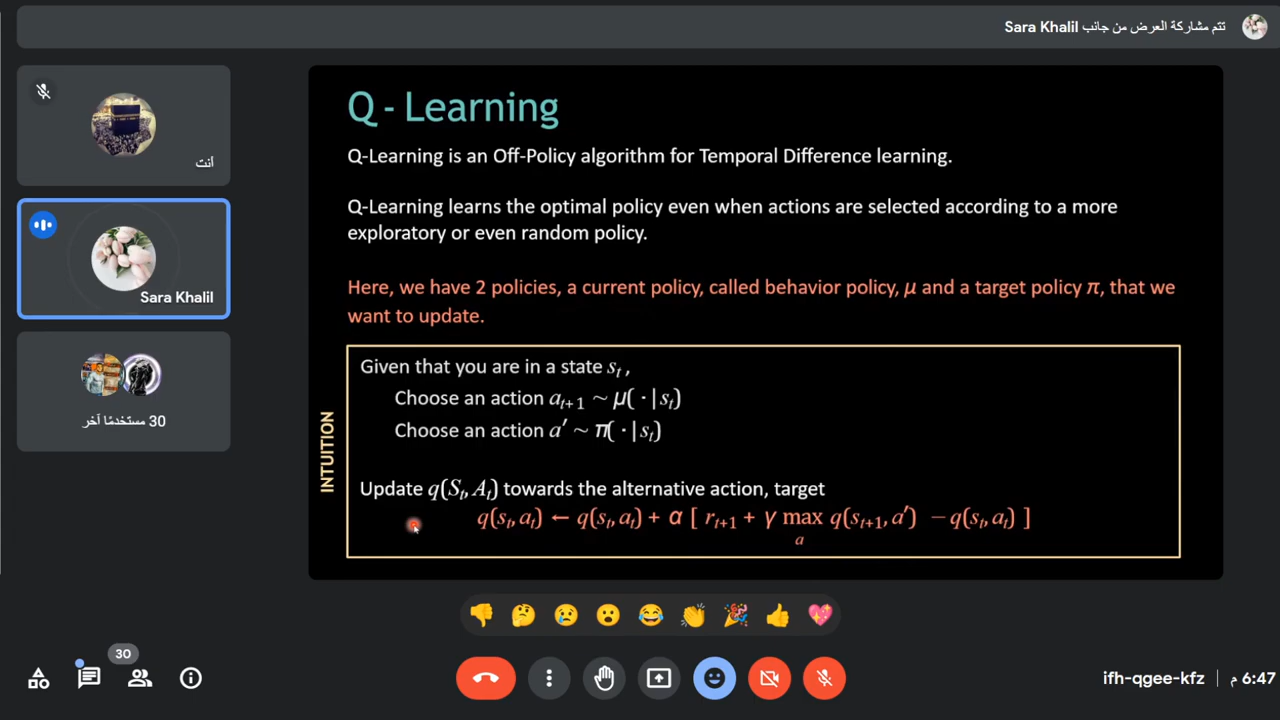 تتم مشاركة العرض من جانب Sara Khalil
أنت
Sara Khalil
30 مستخدمًا آخر
Q - Learning
Q-Learning is an Off-Policy algorithm for Temporal Difference learning.
Q-Learning learns the optimal policy even when actions are selected according to a more
exploratory or even random policy.
Here, we have 2 policies, a current policy, called behavior policy, μ and a target policy π, that we
want to update.
INTUITION
Given that you are in a state sₜ ,
Choose an action aₜ₊₁ ~ μ( · | sₜ)
Choose an action a′ ~ π( · | sₜ)
Update q(Sₜ, Aₜ) towards the alternative action, target
q(sₜ, aₜ) ← q(sₜ, aₜ) + α [ rₜ₊₁ + γ max q(sₜ₊₁, a′) − q(sₜ, aₜ) ]
a
30
ifh-qgee-kfz
6:47 م